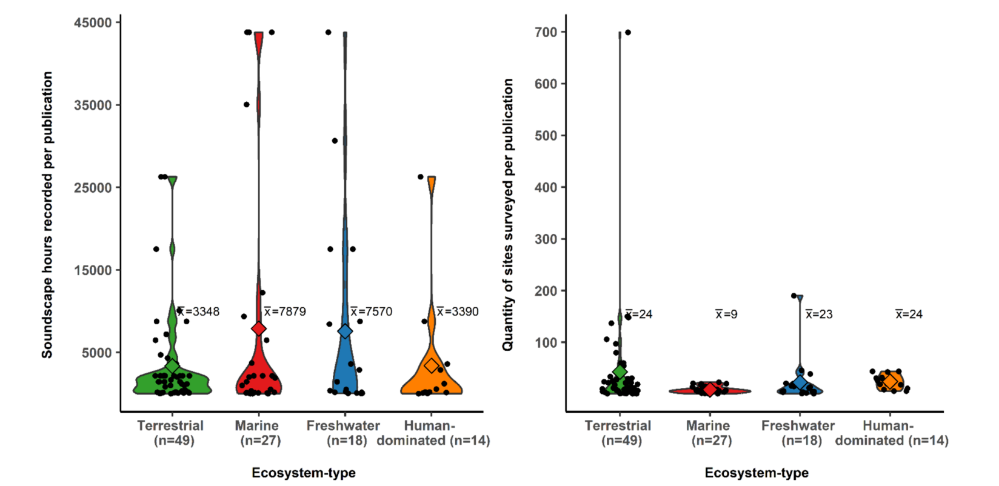 Soundscape hours recorded per publication
45000
35000
25000
15000
5000
x̅=3348
x̅=7879
x̅=7570
x̅=3390
Terrestrial
(n=49)
Marine
(n=27)
Freshwater
(n=18)
Human-
dominated (n=14)
Ecosystem-type
Quantity of sites surveyed per publication
700
600
500
400
300
200
100
x̅=24
x̅=9
x̅=23
x̅=24
Terrestrial
(n=49)
Marine
(n=27)
Freshwater
(n=18)
Human-
dominated (n=14)
Ecosystem-type